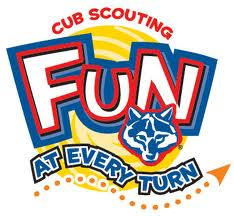 CUB SCOUTING
FUN
AT EVERY TURN